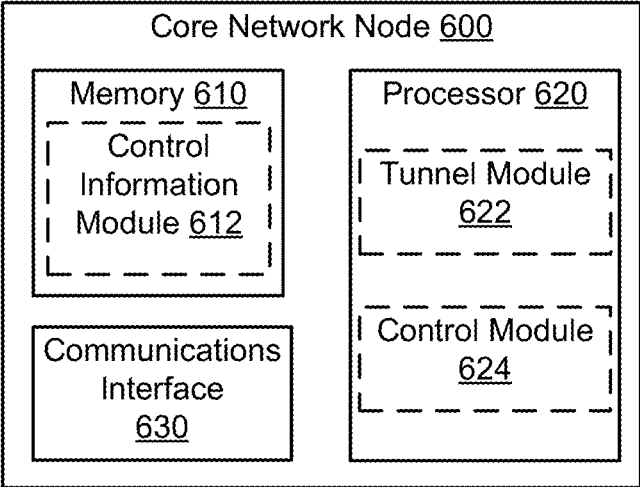 Core Network Node 600
Memory 610
Control
Information
Module 612
Communications
Interface
630
Processor 620
Tunnel Module
622
Control Module
624